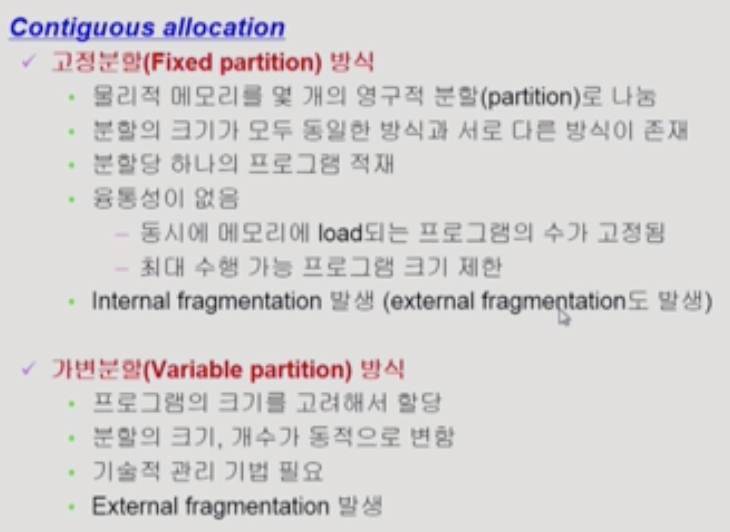 Contiguous allocation
✓ 고정분할(Fixed partition) 방식
• 물리적 메모리를 몇 개의 영구적 분할(partition)로 나눔
• 분할의 크기가 모두 동일한 방식과 서로 다른 방식이 존재
• 분할당 하나의 프로그램 적재
• 융통성이 없음
– 동시에 메모리에 load되는 프로그램의 수가 고정됨
– 최대 수행 가능 프로그램 크기 제한
• Internal fragmentation 발생 (external fragmentation도 발생)
✓ 가변분할(Variable partition) 방식
• 프로그램의 크기를 고려해서 할당
• 분할의 크기, 개수가 동적으로 변함
• 기술적 관리 기법 필요
• External fragmentation 발생